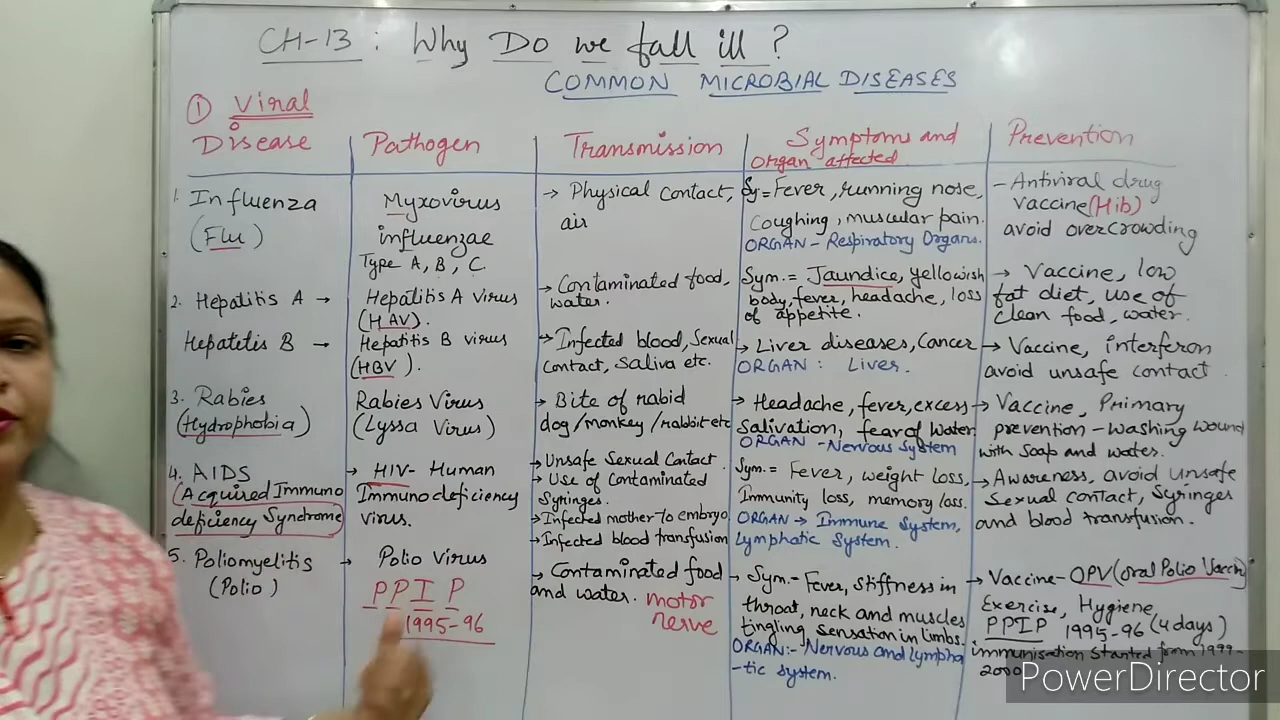 CH-13 : Why Do we fall ill ?
COMMON MICROBIAL DISEASES
① Viral
Disease
Pathogen
Transmission
Symptoms and
Organ affected.
Prevention
1. Influenza
(Flu)
Myxovirus
influenzae
Type A, B, C.
→ Physical contact,
air
Sy = Fever, running nose,
coughing, muscular pain.
ORGAN - Respiratory Organs.
- Antiviral drug
vaccine (Hib)
avoid overcrowding
2. Hepatitis A →
Hepatitis A virus
(HAV).
→ Contaminated food,
water.
Sym. = Jaundice, yellowish
body, fever, headache, loss
of appetite.
→ Vaccine, low
fat diet, use of
clean food, water.
Hepatitis B →
Hepatitis B virus
(HBV).
→ Infected blood, Sexual
contact, saliva etc.
→ Liver diseases, Cancer
ORGAN : Liver.
→ Vaccine, interferon
avoid unsafe contact.
3. Rabies
(Hydrophobia)
Rabies Virus
(Lyssa Virus)
→ Bite of rabid
dog/monkey/rabbit etc
→ Headache, fever, excess
Salivation, fear of water
ORGAN - Nervous System
→ Vaccine, Primary
prevention - washing wound
with soap and water.
4. AIDS
(Acquired Immuno
deficiency Syndrome)
→ HIV- Human
Immunodeficiency
virus.
→ Unsafe Sexual Contact.
→ Use of Contaminated
Syringes.
→ Infected mother to embryo
→ Infected blood transfusion
Sym. = Fever, weight loss,
Immunity loss, memory loss.
ORGAN → Immune System,
Lymphatic System.
→ Awareness, avoid unsafe
Sexual contact, Syringes
and blood transfusion.
5. Poliomyelitis
(Polio)
→ Polio Virus
PPIP
1995-96
→ Contaminated food
and water.
motor
nerve
→ Sym.- Fever, stiffness in
throat, neck and muscles
tingling sensation in limbs.
ORGAN:- Nervous and lympha
-tic system.
→ Vaccine - OPV (Oral Polio Vaccin)
Exercise, Hygiene
PPIP 1995-96 (4 days)
immunisation started from 1999-
2000
PowerDirector